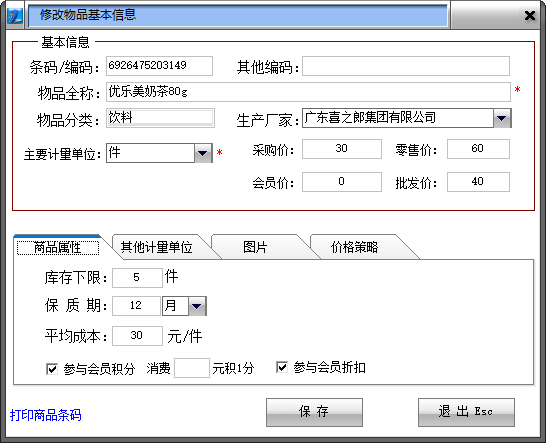 修改物品基本信息
基本信息
条码/编码: 6926475203149 其他编码:
物品全称: 优乐美奶茶80g *
物品分类: 饮料 生产厂家: 广东喜之郎集团有限公司
主要计量单位: 件 * 采购价: 30 零售价: 60
会员价: 0 批发价: 40
商品属性 其他计量单位 图片 价格策略
库存下限: 5 件
保 质 期: 12 月
平均成本: 30 元/件
参与会员积分 消费 元积1分 参与会员折扣
打印商品条码 保 存 退 出 Esc